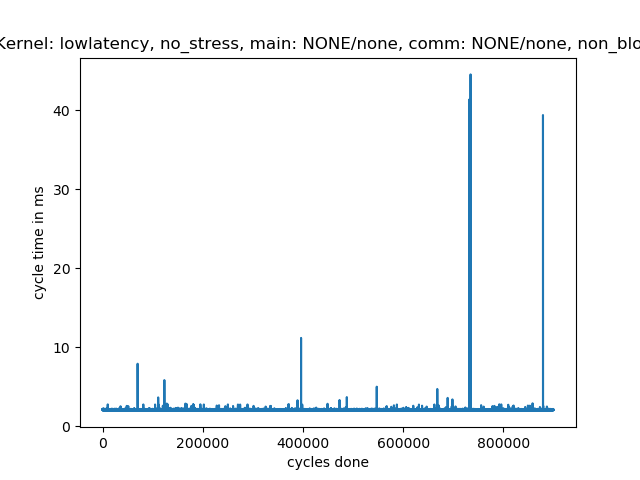 Kernel: lowlatency, no_stress, main: NONE/none, comm: NONE/none, non_blo
40
30
20
10
0
cycle time in ms
0 200000 400000 600000 800000
cycles done